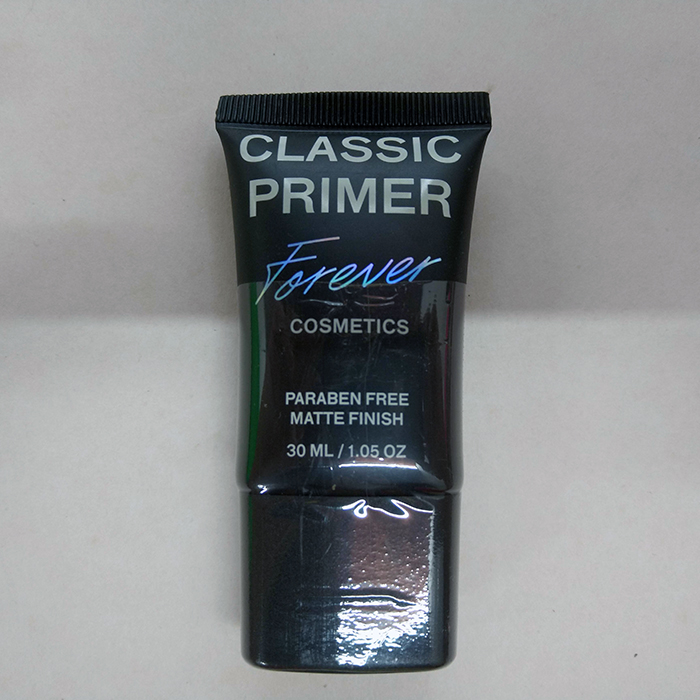 CLASSIC
PRIMER
Forever
COSMETICS
PARABEN FREE
MATTE FINISH
30 ML / 1.05 OZ